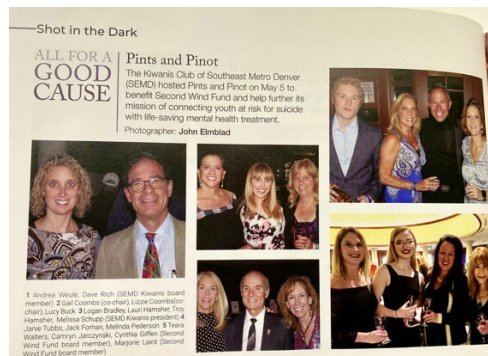 Shot in the Dark
ALL FOR A
GOOD
CAUSE
Pints and Pinot
The Kiwanis Club of Southeast Metro Denver
(SEMD) hosted Pints and Pinot on May 5 to
benefit Second Wind Fund and help further its
mission of connecting youth at risk for suicide
with life-saving mental health treatment.
Photographer: John Elmblad
1 Andrea Weule, Dave Rich (SEMD Kiwanis board
member) 2 Gail Coombs (co-chair), Lizzie Coombs(co-
chair), Lucy Buck 3 Logan Bradley, Lauri Hamsher, Troy
Hamsher, Melissa Schupp (SEMD Kiwanis president) 4
Janie Tubbs, Jack Forhan, Melinda Pederson 5 Teara
Walters, Camryn Jarczynski, Cynthia Giffen (Second
Wind Fund board member), Marjorie Laird (Second
Wind Fund board member)